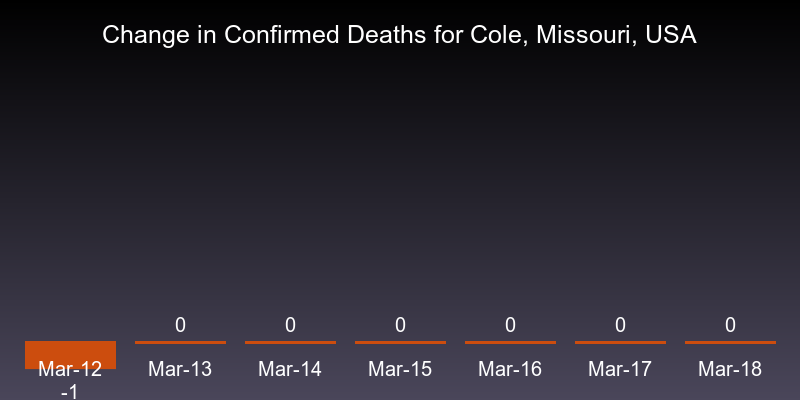 Change in Confirmed Deaths for Cole, Missouri, USA
0 0 0 0 0 0
Mar-12 Mar-13 Mar-14 Mar-15 Mar-16 Mar-17 Mar-18
-1